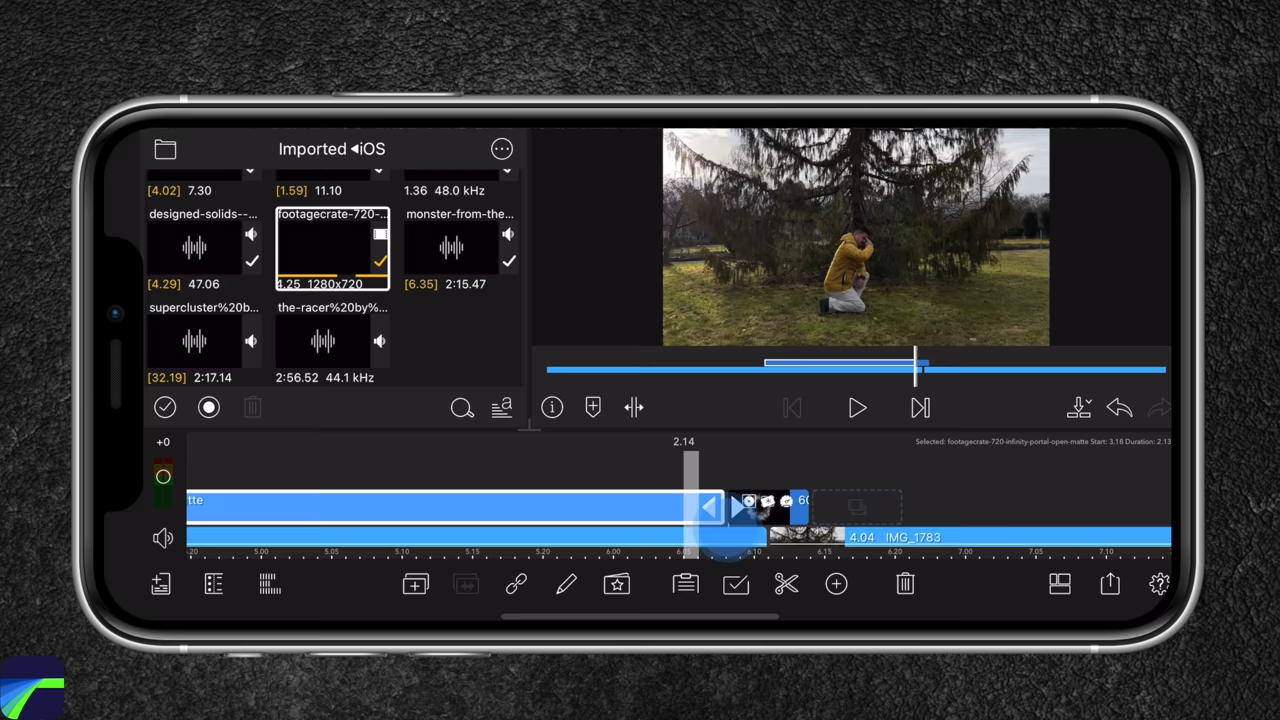 Imported ◂iOS
[4.02] 7.30
[1.59] 11.10
1.36 48.0 kHz
designed-solids--...
footagecrate-720-...
monster-from-the...
[4.29] 47.06
4.25 1280x720
[6.35] 2:15.47
supercluster%20b...
the-racer%20by%...
[32.19] 2:17.14
2:56.52 44.1 kHz
+0
2.14
Selected: footagecrate-720-infinity-portal-open-matte Start: 3.18 Duration: 2.13
tte
4.04 IMG_1783
5.00 5.05 5.10 5.15 5.20 6.00 6.05 6.10 6.15 6.20 7.00 7.05 7.10